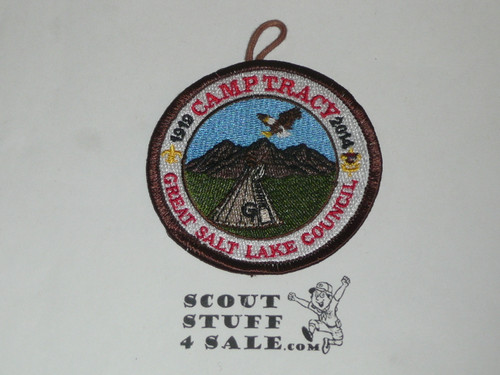 CAMP TRACY
1919 2014
G
GREAT SALT LAKE COUNCIL
SCOUT
STUFF
4 SALE.COM